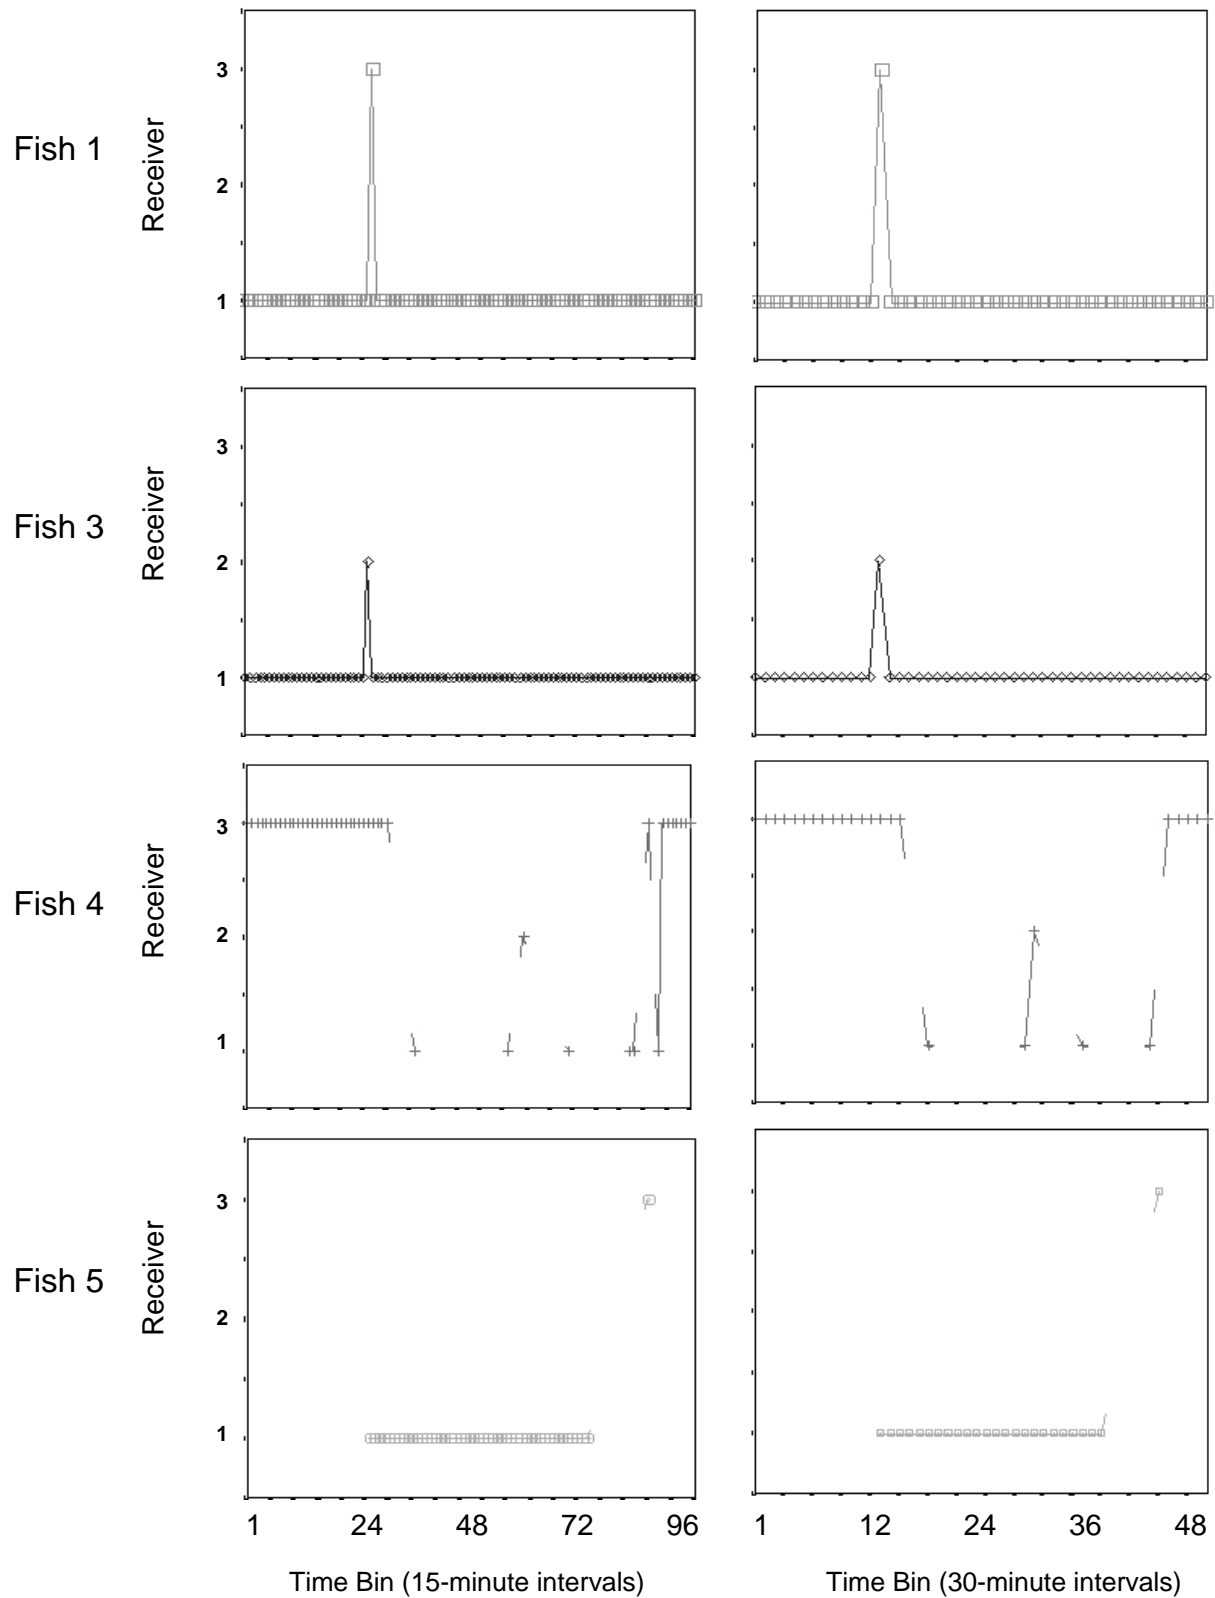 Fish 1
Receiver
3
2
1
Fish 3
Receiver
3
2
1
Fish 4
Receiver
3
2
1
Fish 5
Receiver
3
2
1
1 24 48 72 96
1 12 24 36 48
Time Bin (15-minute intervals)
Time Bin (30-minute intervals)